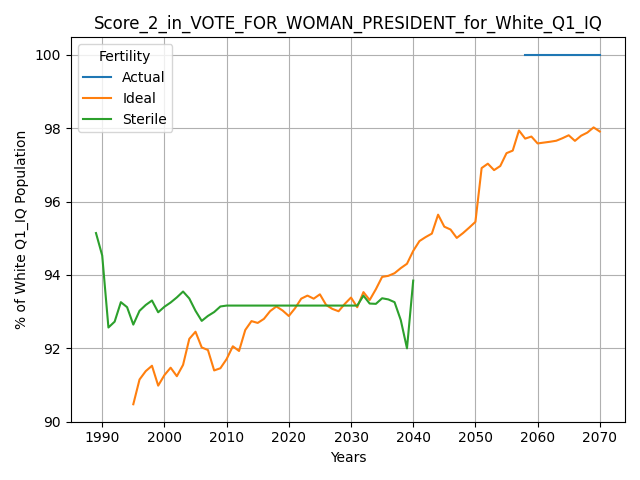 Score_2_in_VOTE_FOR_WOMAN_PRESIDENT_for_White_Q1_IQ
Fertility
Actual
Ideal
Sterile
% of White Q1_IQ Population
100
98
96
94
92
90
1990 2000 2010 2020 2030 2040 2050 2060 2070
Years